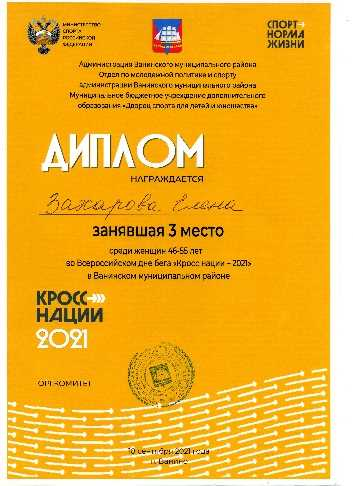 МИНИСТЕРСТВО
СПОРТА
РОССИЙСКОЙ
ФЕДЕРАЦИИ
СПОРТ
НОРМА
ЖИЗНИ
Администрация Ванинского муниципального района
Отдел по молодежной политике и спорту
администрации Ванинского муниципального района
Муниципальное бюджетное учреждение дополнительного
образования «Дворец спорта для детей и юношества»
ДИПЛОМ
НАГРАЖДАЕТСЯ
Захарова Елена
занявшая 3 место
среди женщин 46-55 лет
во Всероссийском дне бега «Кросс нации – 2021»
в Ванинском муниципальном районе
КРОСС
НАЦИИ
2021
ОРГКОМИТЕТ
10 сентября 2021 года
п. Ванино